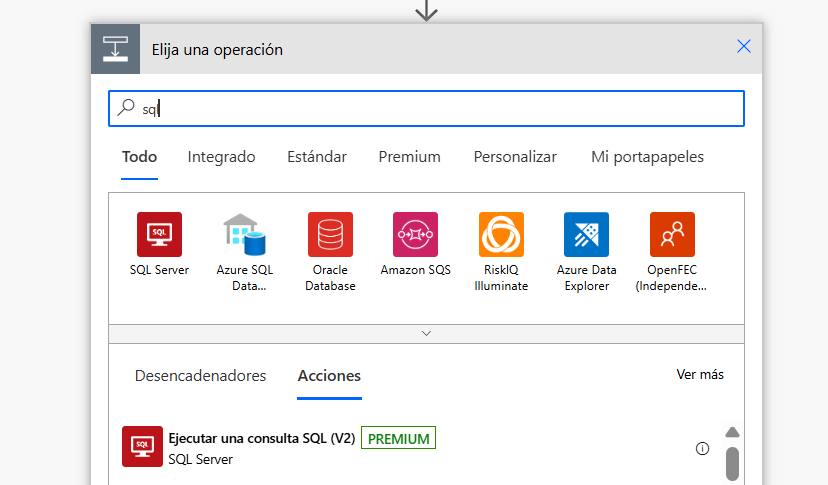 Elija una operación
sql
Todo Integrado Estándar Premium Personalizar Mi portapapeles
SQL
SQL Server
Azure SQL
Data...
Oracle
Database
Amazon SQS
RiskIQ
Illuminate
Azure Data
Explorer
OpenFEC
(Independe...
Desencadenadores Acciones Ver más
SQL
Ejecutar una consulta SQL (V2) PREMIUM
SQL Server